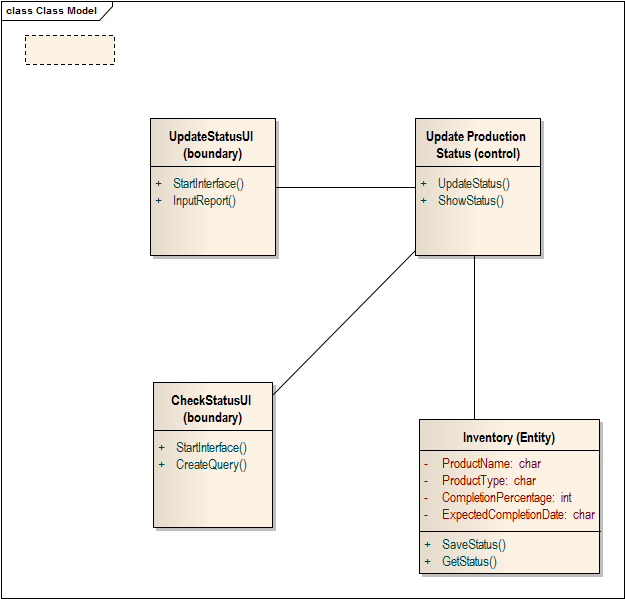 class Class Model
UpdateStatusUI
(boundary)
+ StartInterface()
+ InputReport()
Update Production
Status (control)
+ UpdateStatus()
+ ShowStatus()
CheckStatusUI
(boundary)
+ StartInterface()
+ CreateQuery()
Inventory (Entity)
- ProductName: char
- ProductType: char
- CompletionPercentage: int
- ExpectedCompletionDate: char
+ SaveStatus()
+ GetStatus()